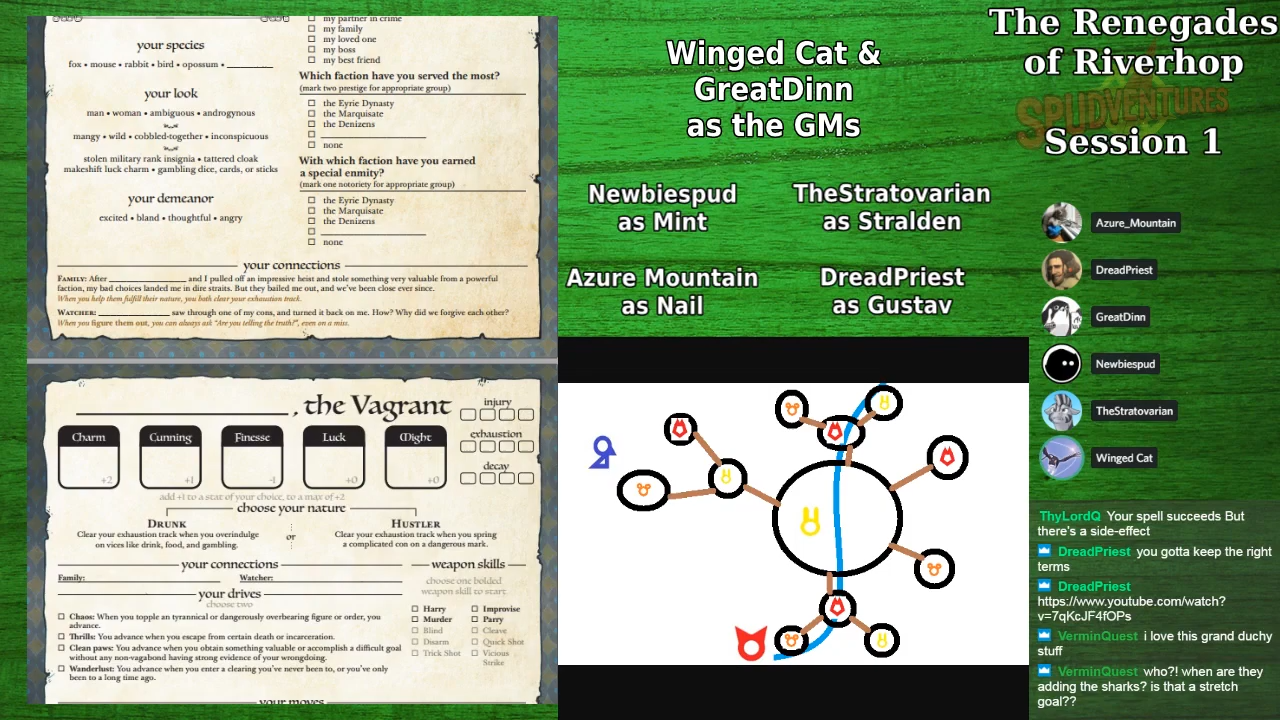 my partner in crime
my family
my loved one
my boss
my best friend
your species
fox • mouse • rabbit • bird • opossum •
your look
man • woman • ambiguous • androgynous
mangy • wild • cobbled-together • inconspicuous
stolen military rank insignia • tattered cloak
makeshift luck charm • gambling dice, cards, or sticks
your demeanor
excited • bland • thoughtful • angry
Which faction have you served the most?
(mark two prestige for appropriate group)
the Eyrie Dynasty
the Marquisate
the Denizens
none
With which faction have you earned
a special enmity?
(mark one notoriety for appropriate group)
the Eyrie Dynasty
the Marquisate
the Denizens
none
your connections
Family: After and I pulled off an impressive heist and stole something very valuable from a powerful
faction, my bad choices landed me in dire straits. But they bailed me out, and we've been close ever since.
When you help them fulfill their nature, you both clear your exhaustion track.
Watcher: saw through one of my cons, and turned it back on me. How? Why did we forgive each other?
When you figure them out, you can always ask "Are you telling the truth?", even on a miss.
, the Vagrant
injury
exhaustion
decay
Charm Cunning Finesse Luck Might
+2 +1 -1 +0 +0
add +1 to a stat of your choice, to a max of +2
choose your nature
Drunk
Clear your exhaustion track when you overindulge
on vices like drink, food, and gambling.
or
Hustler
Clear your exhaustion track when you spring
a complicated con on a dangerous mark.
your connections
Family: Watcher:
your drives
choose two
Chaos: When you topple an tyrannical or dangerously overbearing figure or order, you
advance.
Thrills: You advance when you escape from certain death or incarceration.
Clean paws: You advance when you obtain something valuable or accomplish a difficult goal
without any non-vagabond having strong evidence of your wrongdoing.
Wanderlust: You advance when you enter a clearing you've never been to, or you've only
been to a long time ago.
weapon skills
choose one bolded
weapon skill to start
Harry Improvise
Murder Parry
Blind Cleave
Disarm Quick Shot
Trick Shot Vicious
Strike
your moves
Winged Cat &
GreatDinn
as the GMs
Newbiespud
as Mint
TheStratovarian
as Stralden
Azure Mountain
as Nail
DreadPriest
as Gustav
The Renegades
of Riverhop
SPUDVENTURES
Session 1
Azure_Mountain
DreadPriest
GreatDinn
Newbiespud
TheStratovarian
Winged Cat
ThyLordQ Your spell succeeds But
there's a side-effect
DreadPriest you gotta keep the right
terms
DreadPriest
https://www.youtube.com/watch?
v=7qKcJF4fOPs
VerminQuest i love this grand duchy
stuff
VerminQuest who?! when are they
adding the sharks? is that a stretch
goal??